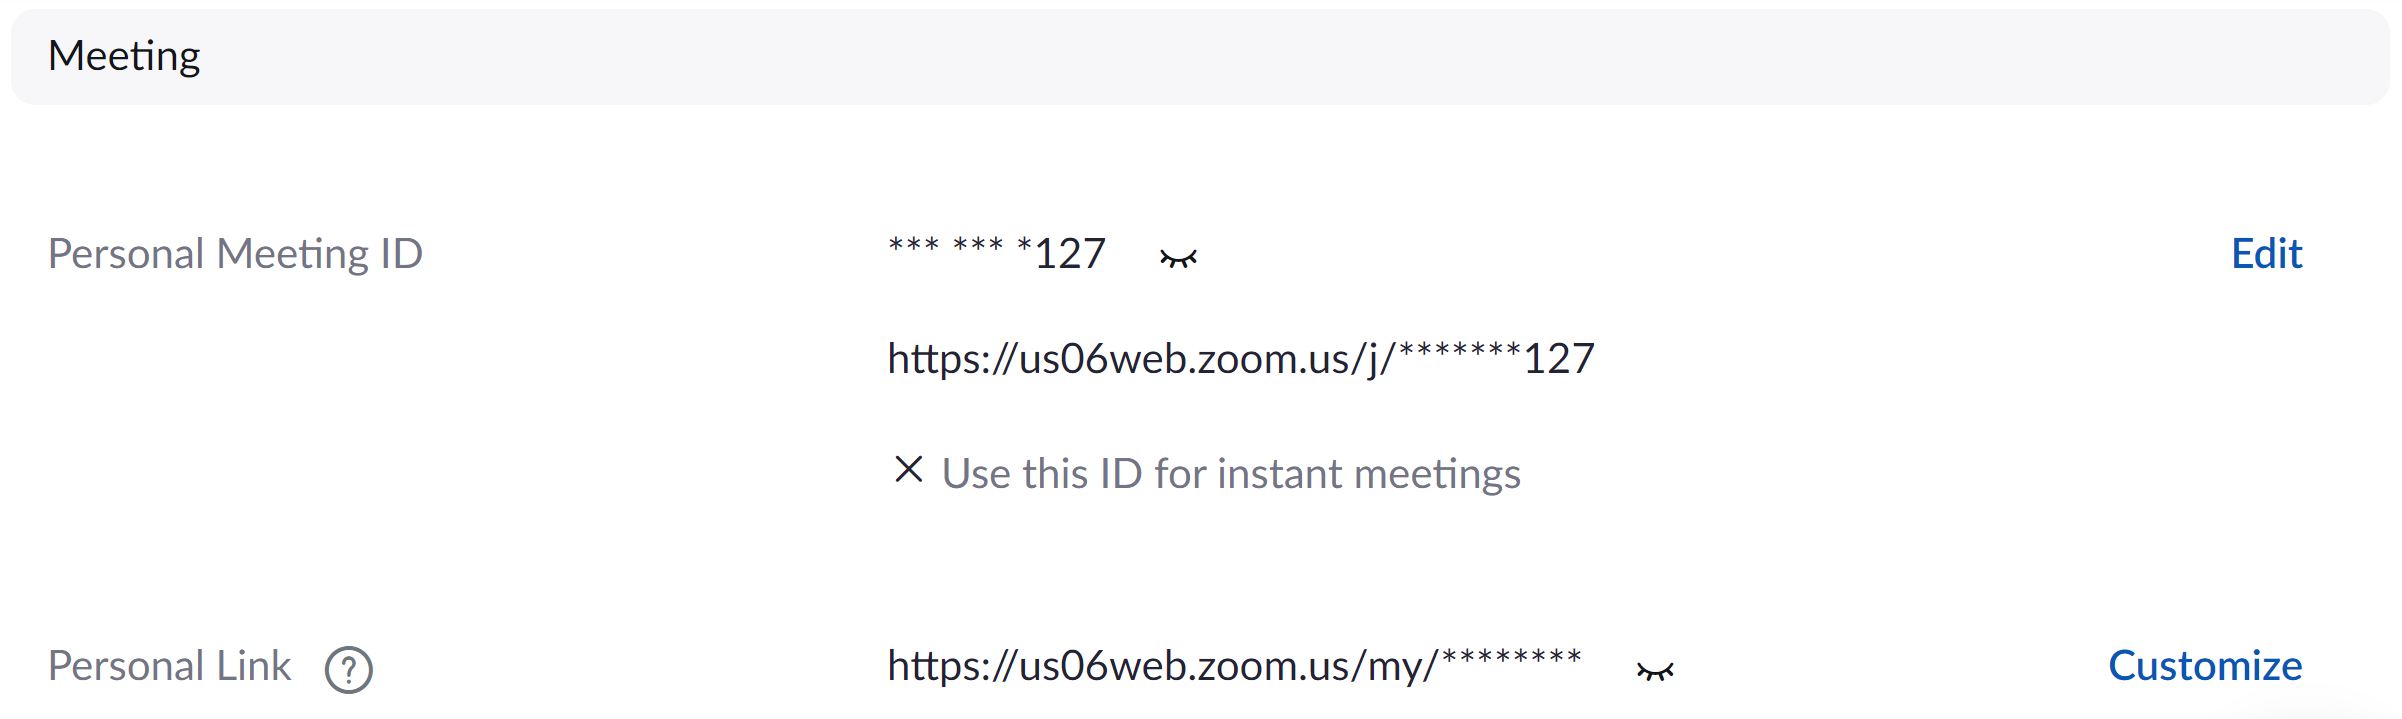 Meeting
Personal Meeting ID *** *** *127 Edit
https://us06web.zoom.us/j/*******127
Use this ID for instant meetings
Personal Link ? https://us06web.zoom.us/my/******** Customize